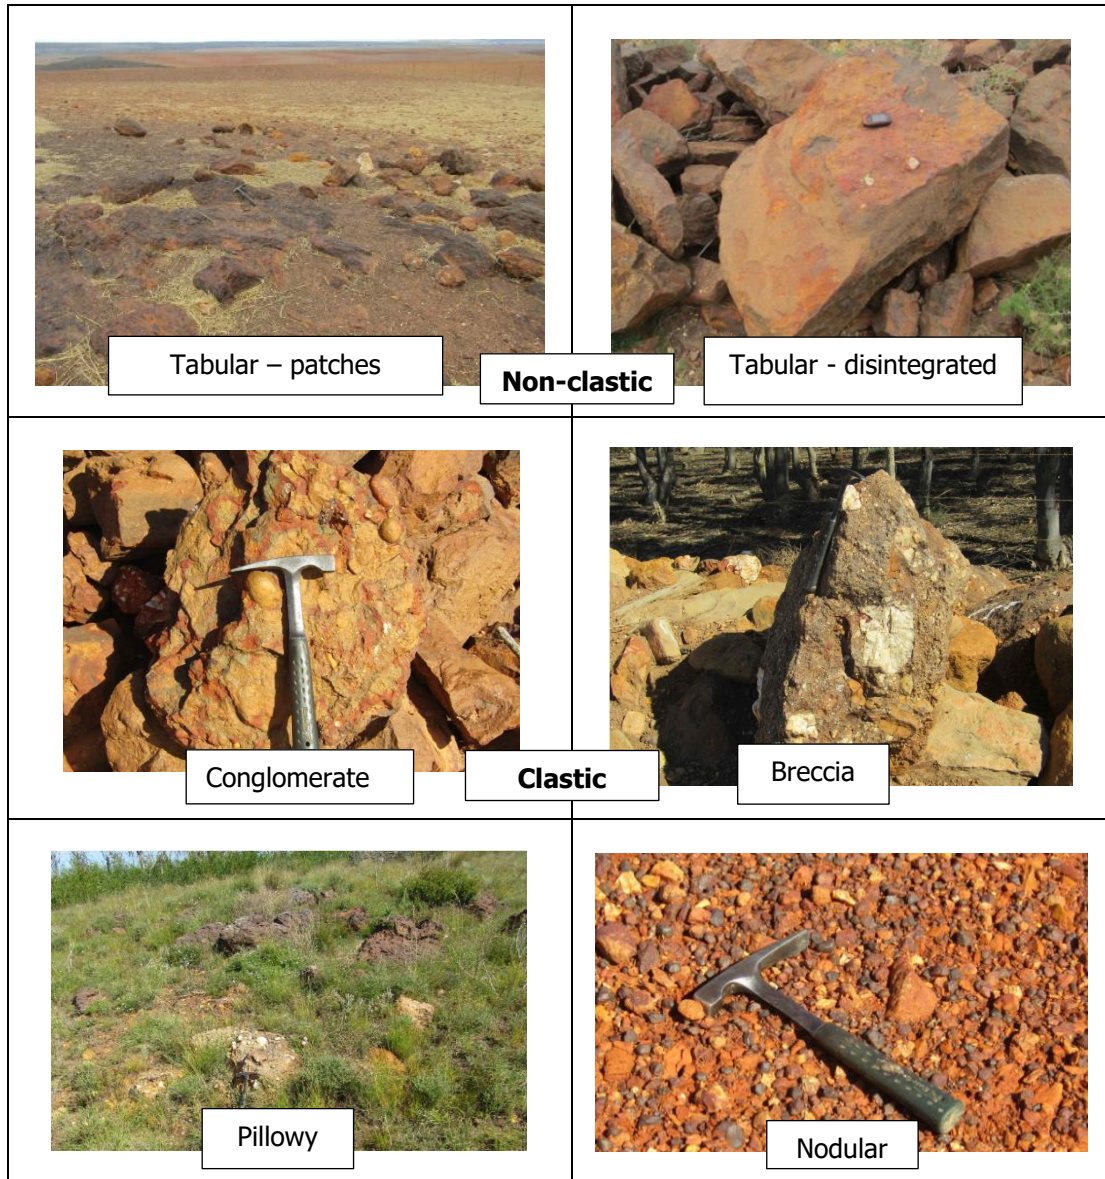 Tabular – patches
Non-clastic
Tabular - disintegrated
Conglomerate
Clastic
Breccia
Pillowy
Nodular